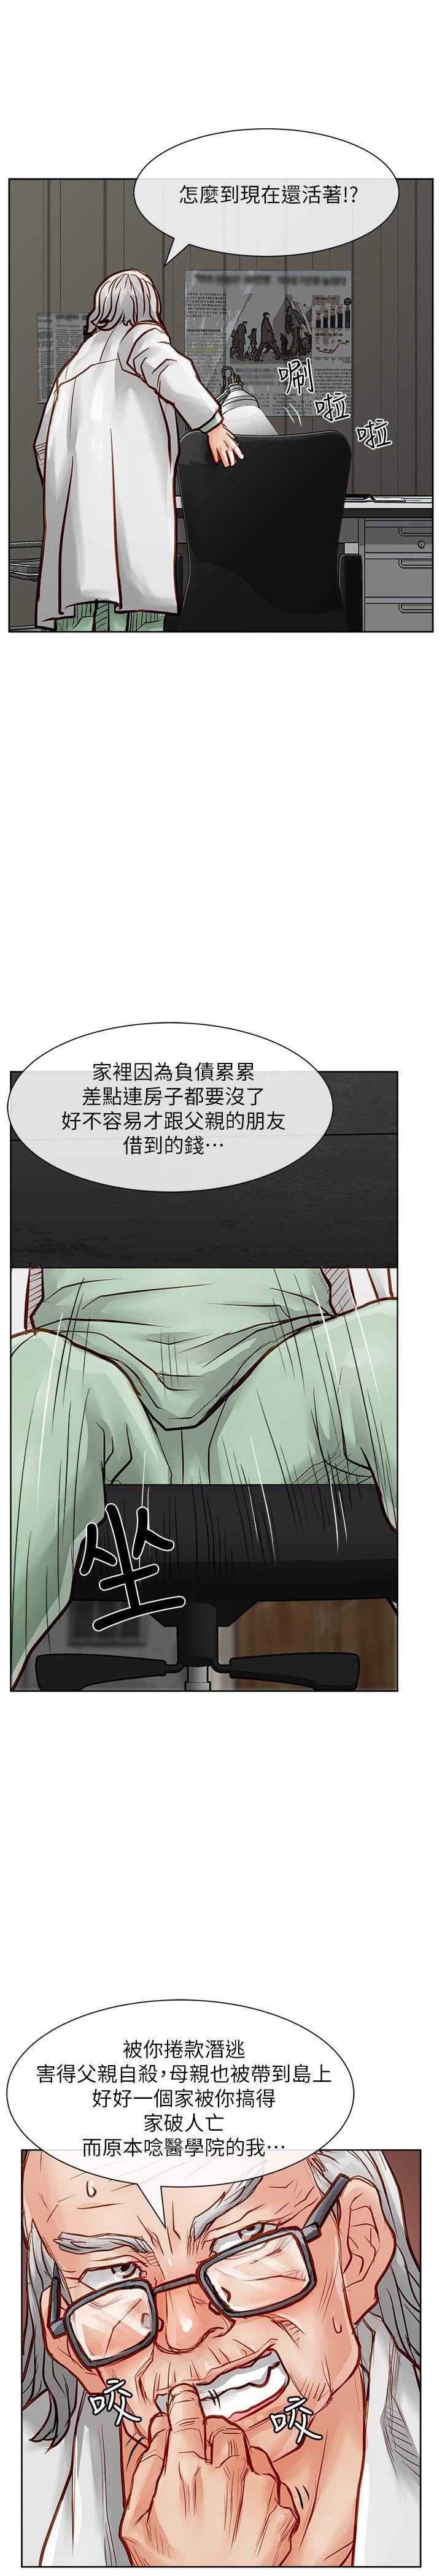 怎麼到現在還活著!?
唰
啦
啦
家裡因為負債累累
差點連房子都要沒了
好不容易才跟父親的朋友
借到的錢…
坐
被你捲款潛逃
害得父親自殺，母親也被帶到島上
好好一個家被你搞得
家破人亡
而原本唸醫學院的我…
咬
咬